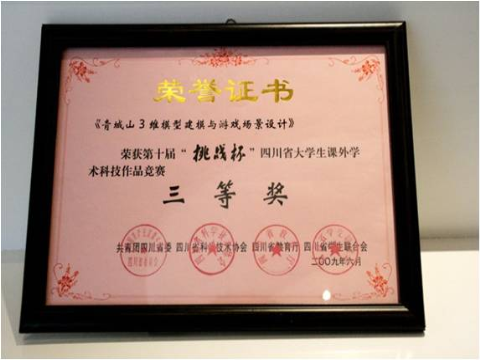 荣誉证书
《青城山3维模型建模与游戏场景设计》
荣获第十届“挑战杯”四川省大学生课外学
术科技作品竞赛
三等奖
共青团四川省委 四川省科学技术协会 四川省教育厅 四川省学生联合会
二〇〇九年六月